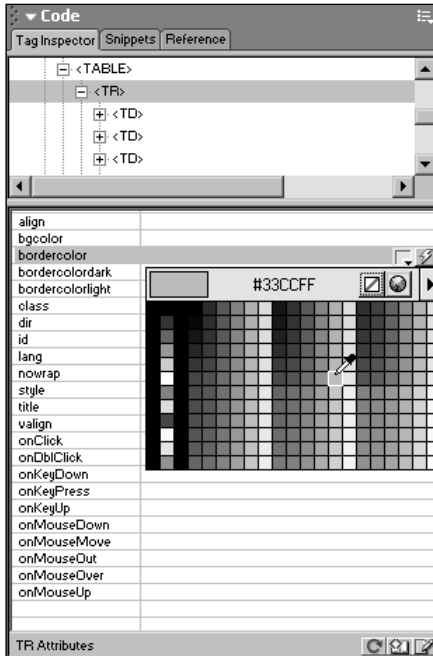 Code
Tag Inspector Snippets Reference
<TABLE>
<TR>
<TD>
<TD>
<TD>
align
bgcolor
bordercolor
bordercolordark
bordercolorlight
#33CCFF
class
dir
id
lang
nowrap
style
title
valign
onClick
onDblClick
onKeyDown
onKeyPress
onKeyUp
onMouseDown
onMouseMove
onMouseOut
onMouseOver
onMouseUp
TR Attributes